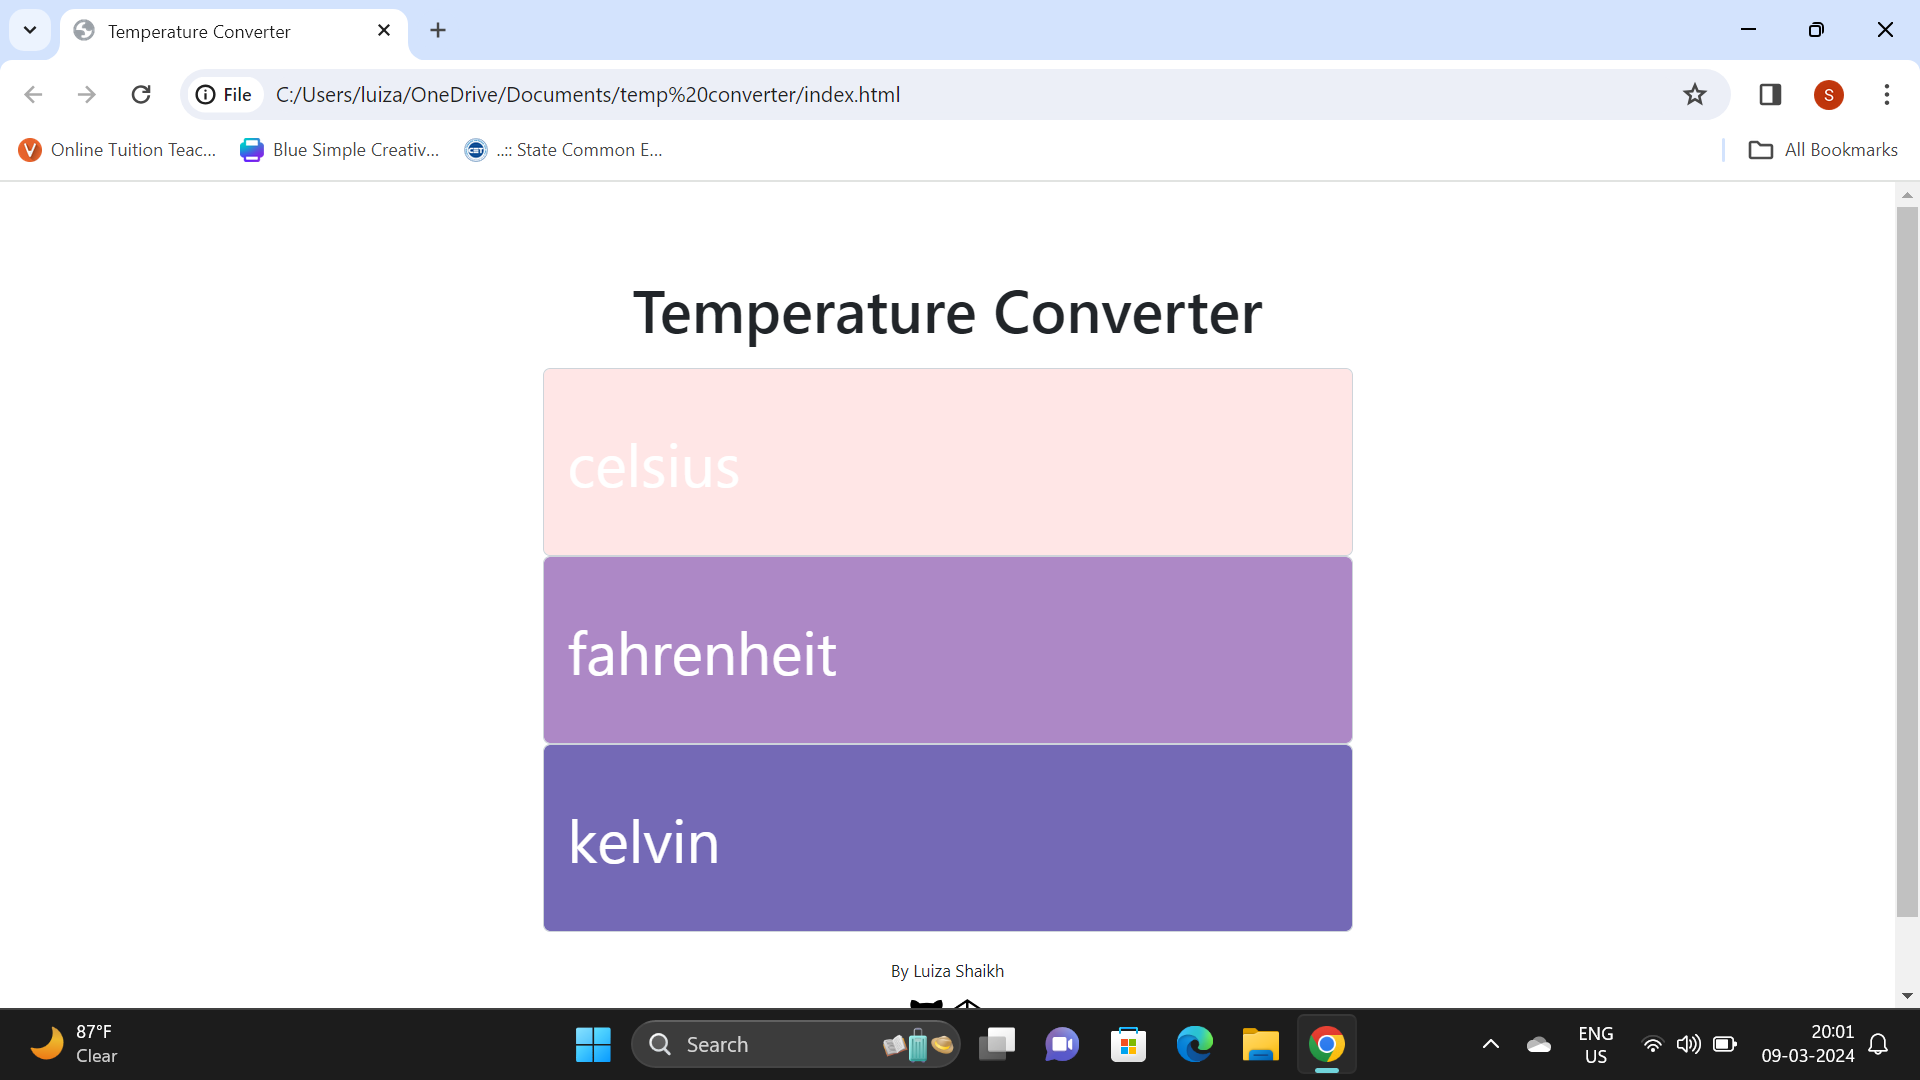 Temperature Converter
File C:/Users/luiza/OneDrive/Documents/temp%20converter/index.html S
V Online Tuition Teac... Blue Simple Creativ... CET ..:: State Common E... All Bookmarks
Temperature Converter
celsius
fahrenheit
kelvin
By Luiza Shaikh
87°F
Clear
Search
ENG
US
20:01
09-03-2024